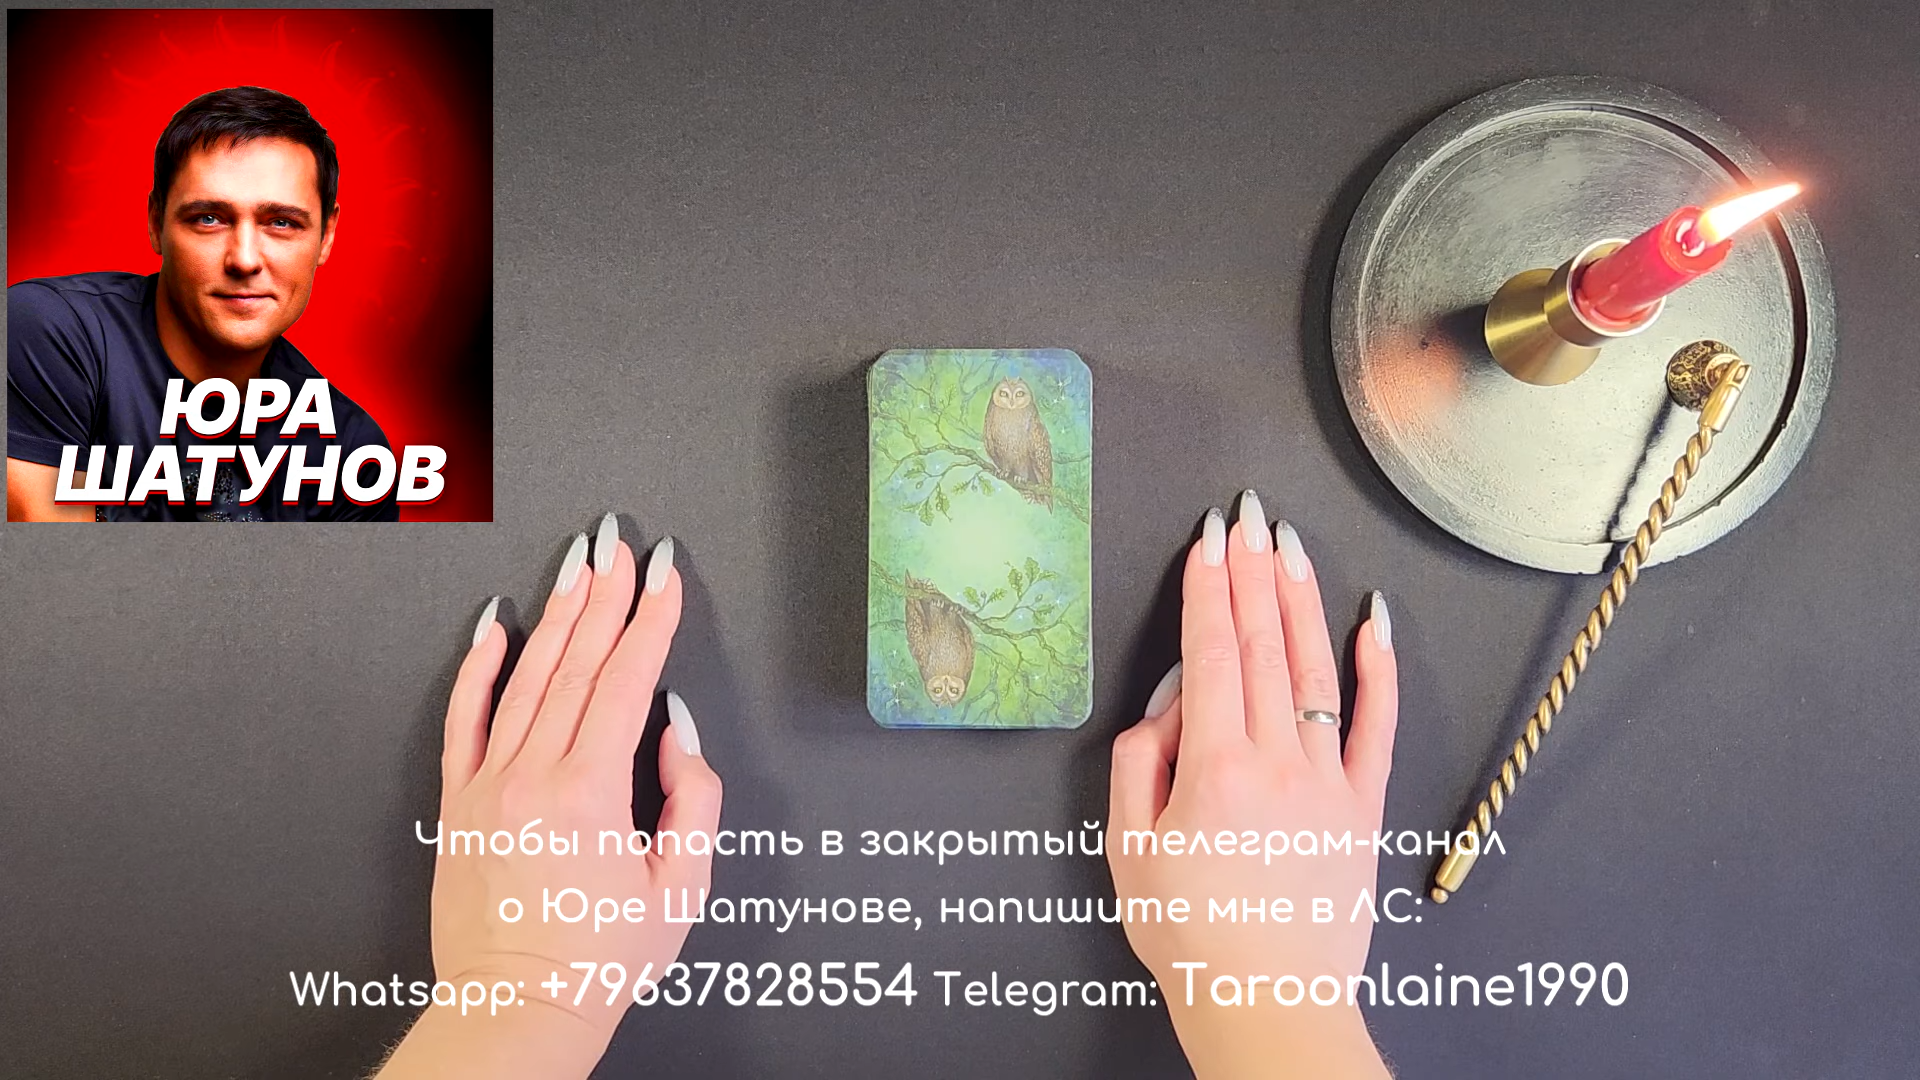 ЮРА
ШАТУНОВ
Чтобы попасть в закрытый телеграм-канал
о Юре Шатунове, напишите мне в ЛС:
Whatsapp: +79637828554 Telegram: Taroonlaine1990